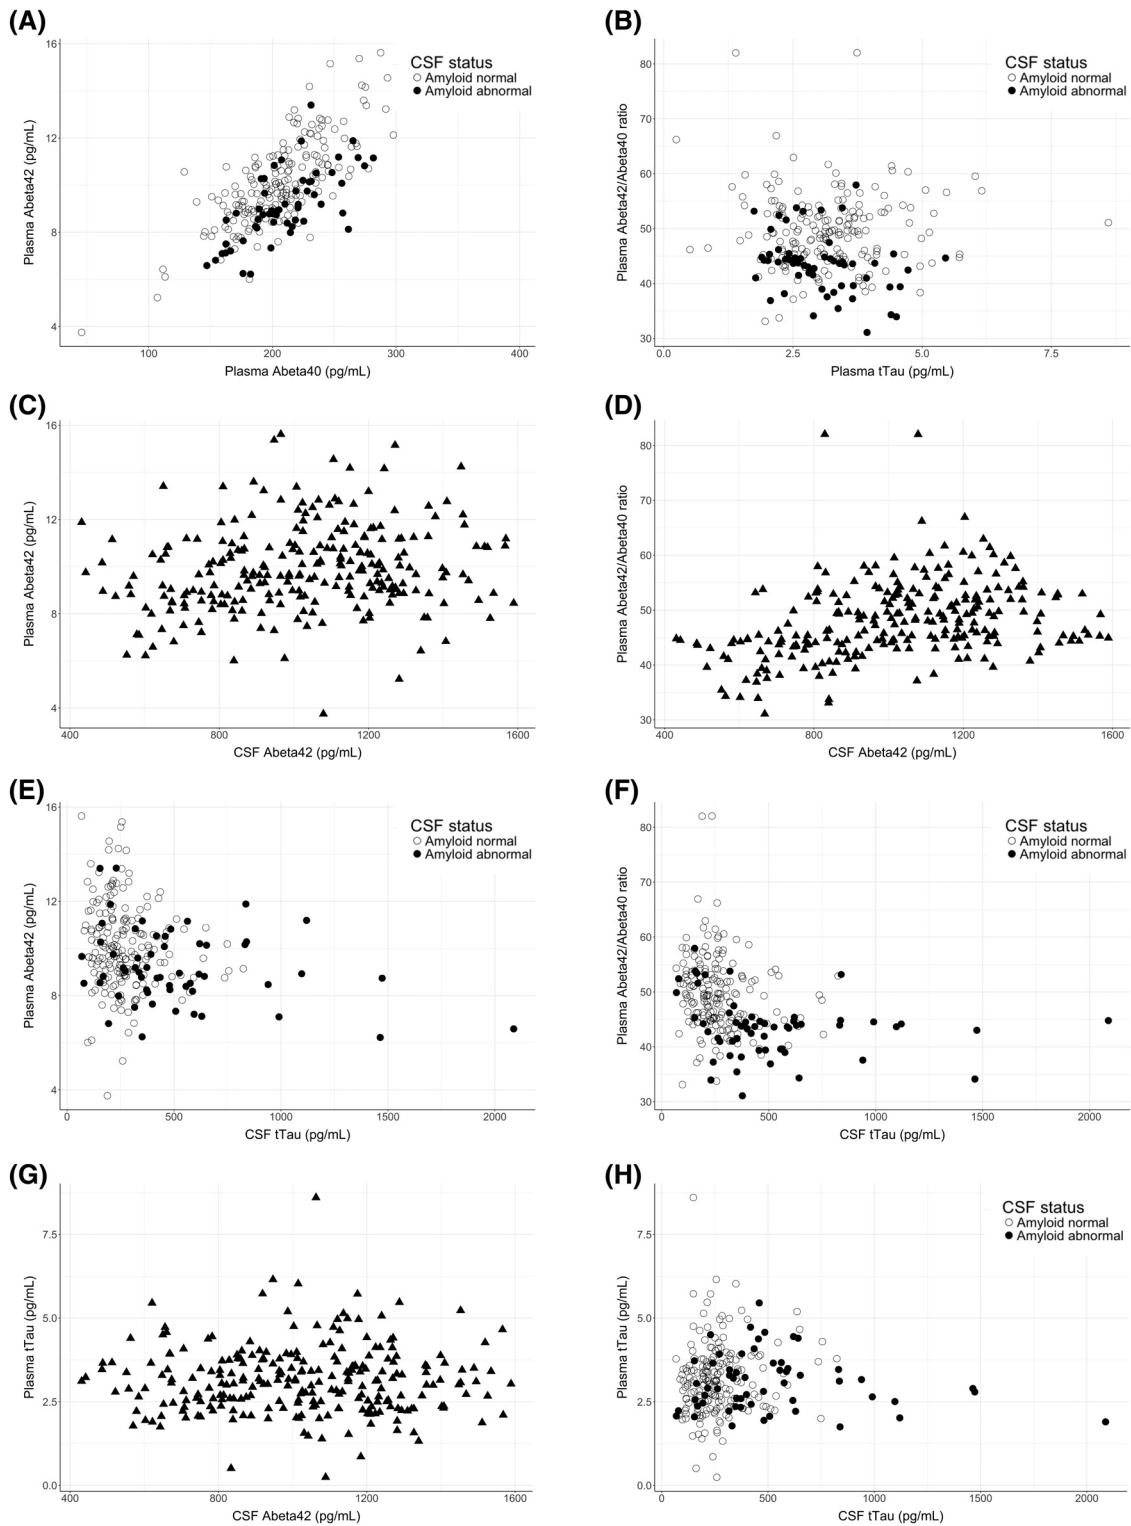 (A)
16
12
8
4
100
200
300
400
Plasma Abeta42 (pg/mL)
Plasma Abeta40 (pg/mL)
CSF status
Amyloid normal
Amyloid abnormal
(B)
80
70
60
50
40
30
0.0
2.5
5.0
7.5
Plasma Abeta42/Abeta40 ratio
Plasma tTau (pg/mL)
CSF status
Amyloid normal
Amyloid abnormal
(C)
16
12
8
4
400
800
1200
1600
Plasma Abeta42 (pg/mL)
CSF Abeta42 (pg/mL)
(D)
80
70
60
50
40
30
400
800
1200
1600
Plasma Abeta42/Abeta40 ratio
CSF Abeta42 (pg/mL)
(E)
16
12
8
4
0
500
1000
1500
2000
Plasma Abeta42 (pg/mL)
CSF tTau (pg/mL)
CSF status
Amyloid normal
Amyloid abnormal
(F)
80
70
60
50
40
30
0
500
1000
1500
2000
Plasma Abeta42/Abeta40 ratio
CSF tTau (pg/mL)
CSF status
Amyloid normal
Amyloid abnormal
(G)
7.5
5.0
2.5
0.0
400
800
1200
1600
Plasma tTau (pg/mL)
CSF Abeta42 (pg/mL)
(H)
7.5
5.0
2.5
0.0
0
500
1000
1500
2000
Plasma tTau (pg/mL)
CSF tTau (pg/mL)
CSF status
Amyloid normal
Amyloid abnormal